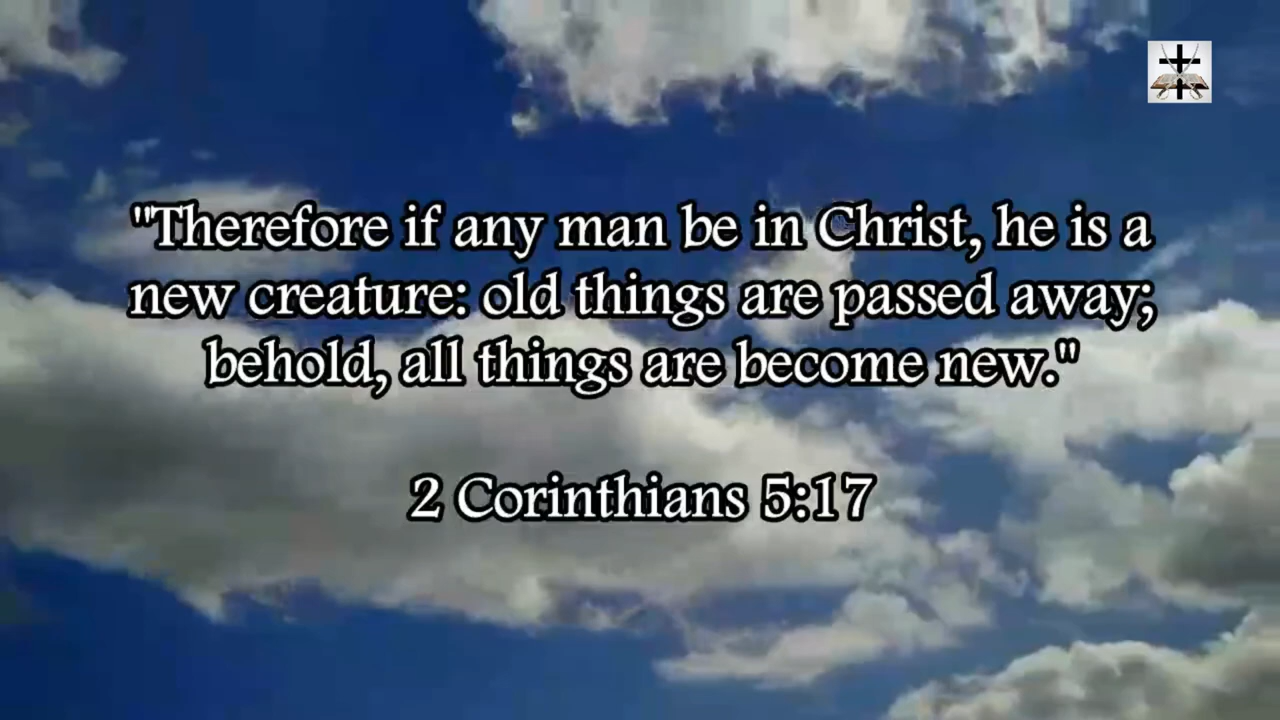 "Therefore if any man be in Christ, he is a
new creature: old things are passed away;
behold, all things are become new."
2 Corinthians 5:17